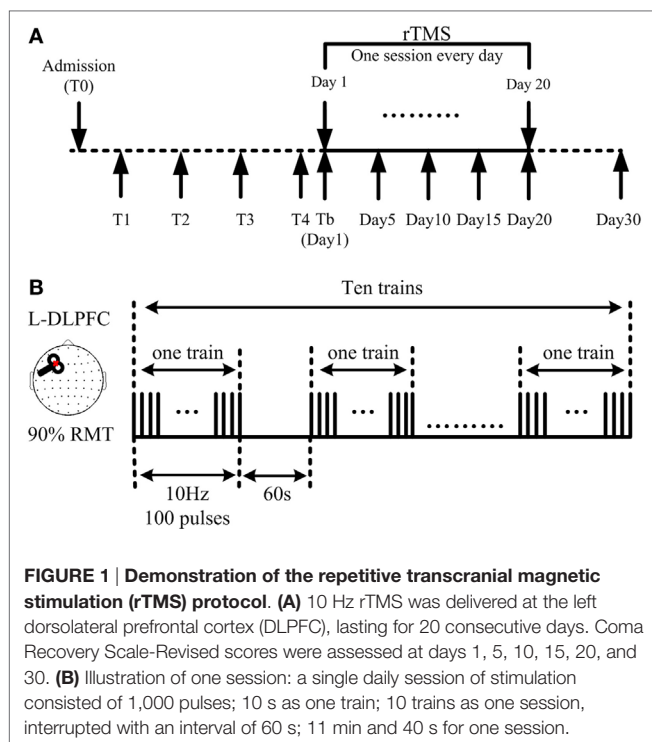 A
rTMS
One session every day
Admission
(T0)
Day 1
Day 20
.........
T1 T2 T3 T4 Tb Day5 Day10 Day15 Day20 Day30
(Day1)
B
Ten trains
L-DLPFC
one train one train one train
... ... ......... ...
90% RMT
10Hz 60s
100 pulses
FIGURE 1 | Demonstration of the repetitive transcranial magnetic
stimulation (rTMS) protocol. (A) 10 Hz rTMS was delivered at the left
dorsolateral prefrontal cortex (DLPFC), lasting for 20 consecutive days. Coma
Recovery Scale-Revised scores were assessed at days 1, 5, 10, 15, 20, and
30. (B) Illustration of one session: a single daily session of stimulation
consisted of 1,000 pulses; 10 s as one train; 10 trains as one session,
interrupted with an interval of 60 s; 11 min and 40 s for one session.